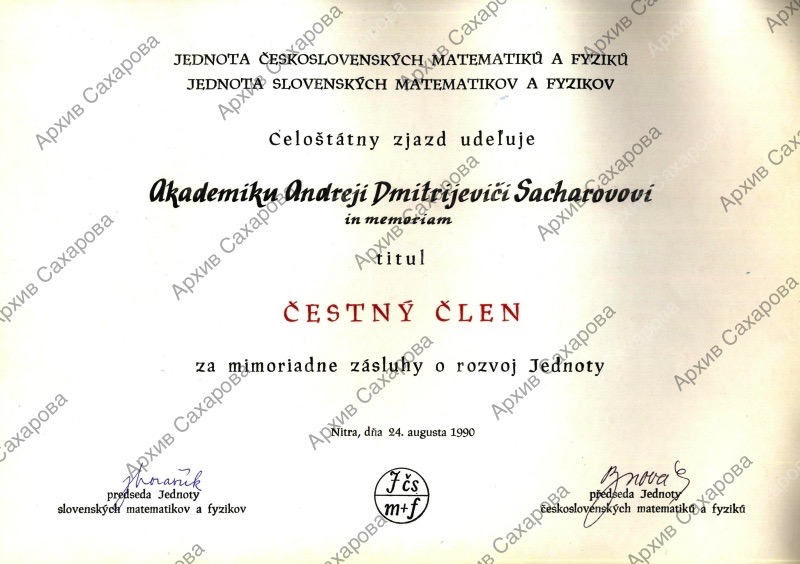 JEDNOTA ČESKOSLOVENSKÝCH MATEMATIKŮ A FYZIKŮ
JEDNOTA SLOVENSKÝCH MATEMATIKOV A FYZIKOV
Celoštátny zjazd udeľuje
Akademiku Andreji Dmitrijeviči Sacharovovi
in memoriam
titul
ČESTNÝ ČLEN
za mimoriadne zásluhy o rozvoj Jednoty
Nitra, dňa 24. augusta 1990
predseda Jednoty
slovenských matematikov a fyzikov
Jčs
m+f
predseda Jednoty
československých matematiků a fyziků
Архив Сахарова